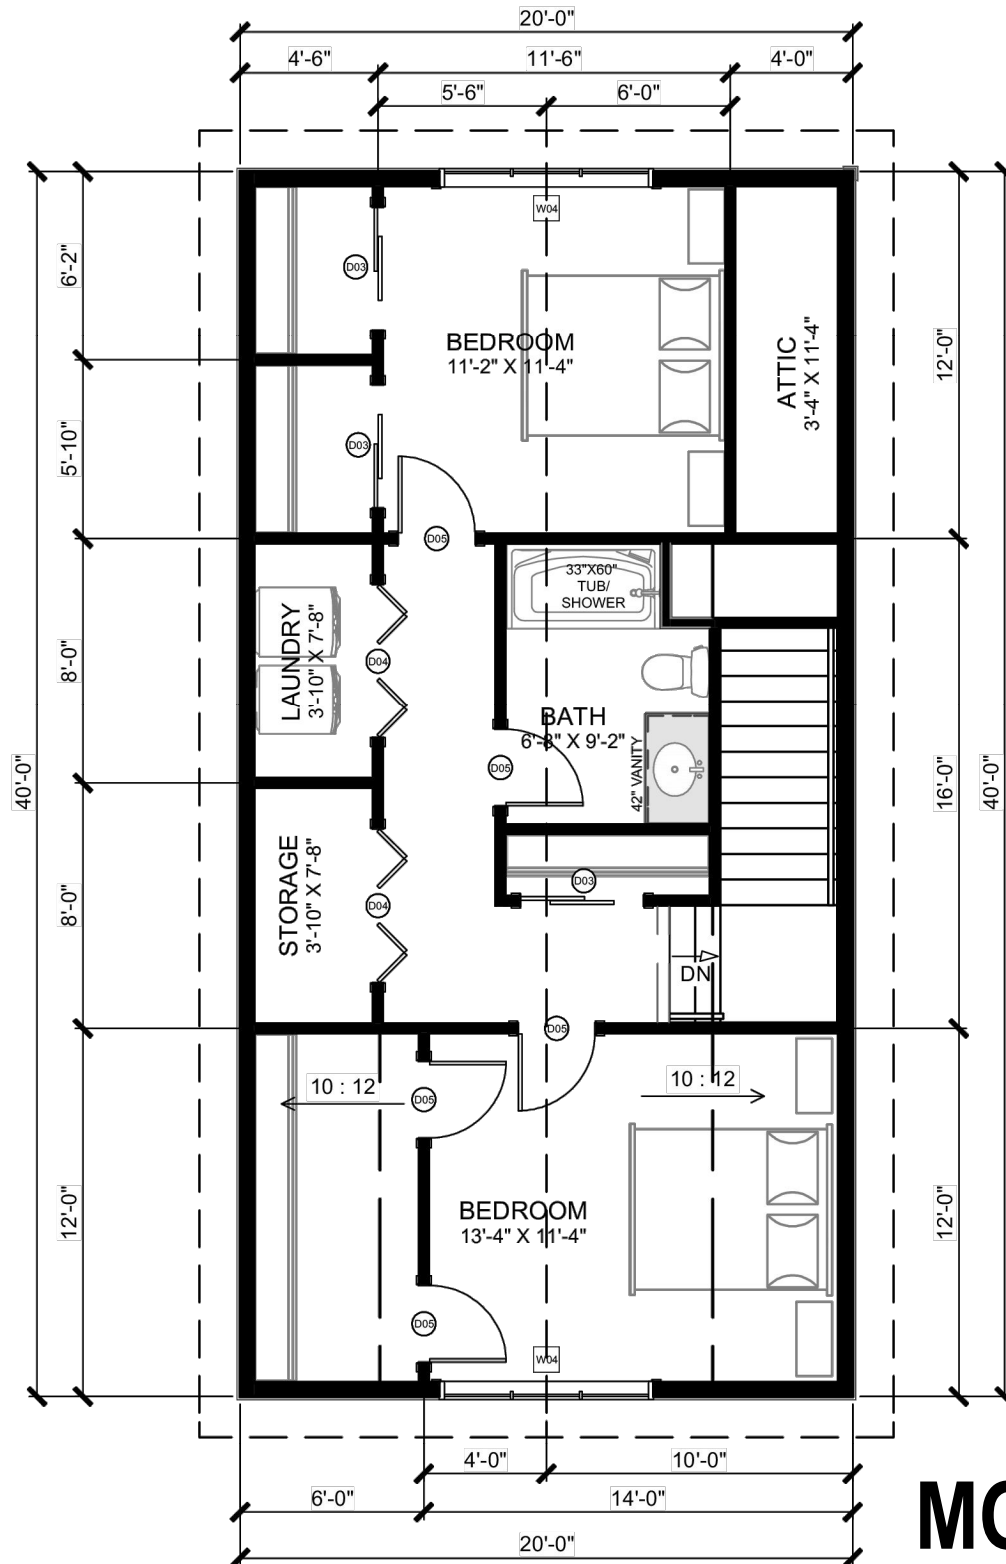 20'-0"
4'-6" 11'-6" 4'-0"
5'-6" 6'-0"
W04
6'-2"
D03
BEDROOM
11'-2" X 11'-4"
ATTIC
3'-4" X 11'-4"
12'-0"
5'-10"
D03
D05
33"X60"
TUB/
SHOWER
LAUNDRY
3'-10" X 7'-8"
8'-0"
D04
BATH
6'-8" X 9'-2"
42" VANITY
D05
40'-0"
16'-0"
40'-0"
STORAGE
3'-10" X 7'-8"
8'-0"
D04
D03
DN
D05
10 : 12
10 : 12
D05
12'-0"
BEDROOM
13'-4" X 11'-4"
12'-0"
D05
W04
4'-0" 10'-0"
6'-0" 14'-0"
20'-0"